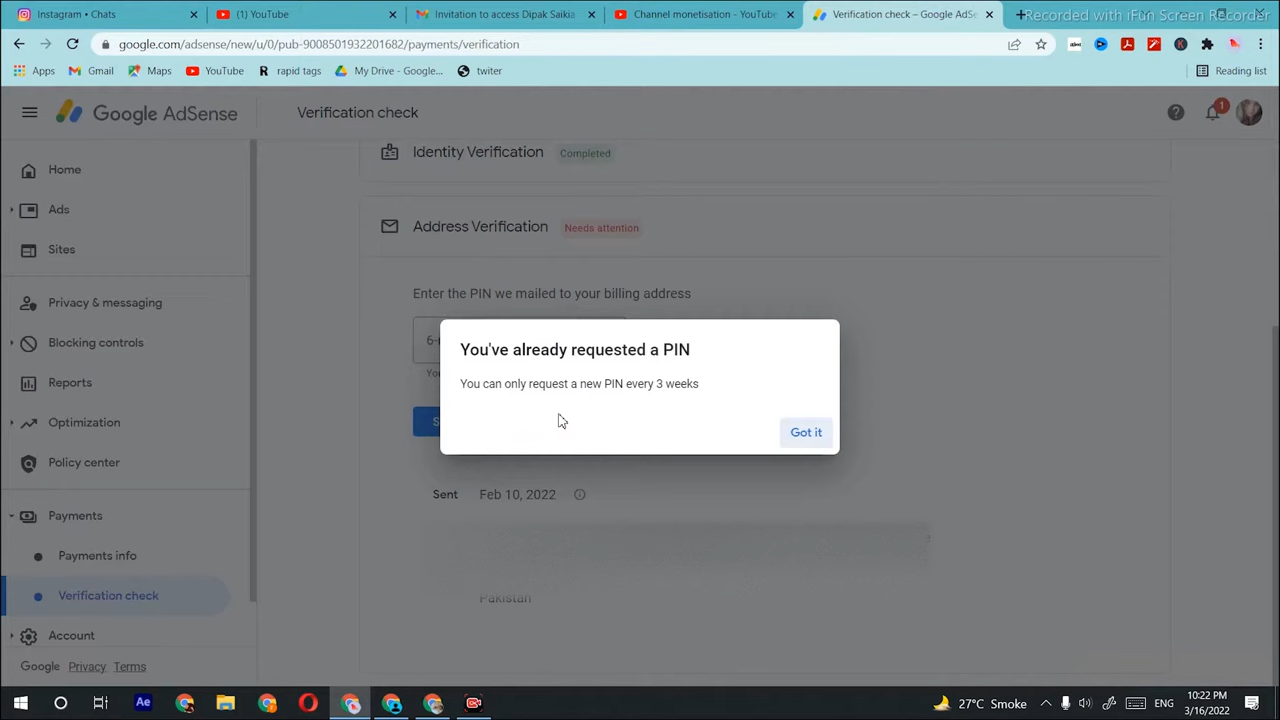 Instagram • Chats
(1) YouTube
Invitation to access Dipak Saikia
Channel monetisation - YouTube
Verification check – Google AdSe
Recorded with iFun Screen Recorder
google.com/adsense/new/u/0/pub-9008501932201682/payments/verification
Apps
Gmail
Maps
YouTube
rapid tags
My Drive - Google...
twiter
Reading list
Google AdSense
Verification check
1
Home
Ads
Sites
Privacy & messaging
Blocking controls
Reports
Optimization
Policy center
Payments
Payments info
Verification check
Account
Google Privacy Terms
Identity Verification
Completed
Address Verification
Needs attention
Enter the PIN we mailed to your billing address
You've already requested a PIN
You can only request a new PIN every 3 weeks
Got it
Sent
Feb 10, 2022
Pakistan
Ae
27°C Smoke
ENG
10:22 PM
3/16/2022